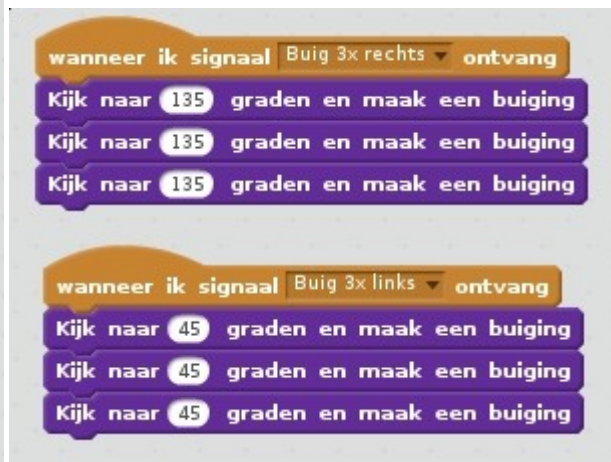 wanneer ik signaal Buig 3x rechts ontvang
Kijk naar 135 graden en maak een buiging
Kijk naar 135 graden en maak een buiging
Kijk naar 135 graden en maak een buiging
wanneer ik signaal Buig 3x links ontvang
Kijk naar 45 graden en maak een buiging
Kijk naar 45 graden en maak een buiging
Kijk naar 45 graden en maak een buiging